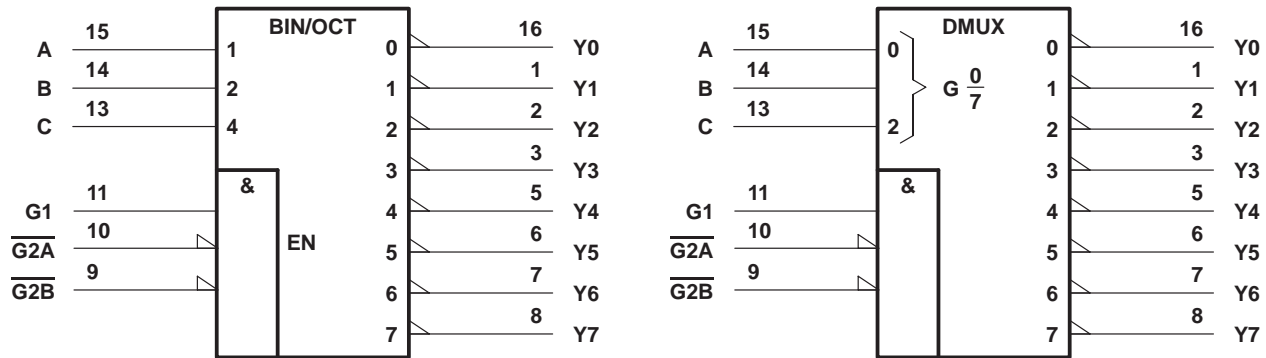 BIN/OCT
A 15 1 0 16 Y0
B 14 2 1 1 Y1
C 13 4 2 2 Y2
3 3 Y3
&
G1 11 4 5 Y4
G2A 10 EN 5 6 Y5
G2B 9 6 7 Y6
7 8 Y7
DMUX
A 15 0 0 16 Y0
B 14 G 0/7 1 1 Y1
C 13 2 2 2 Y2
3 3 Y3
&
G1 11 4 5 Y4
G2A 10 5 6 Y5
G2B 9 6 7 Y6
7 8 Y7